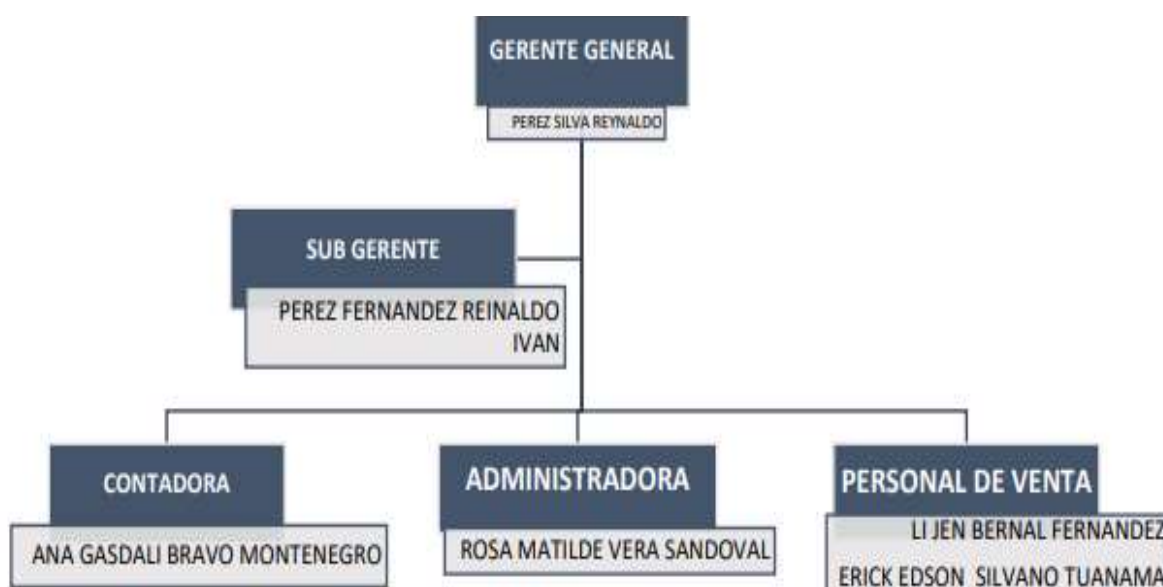 GERENTE GENERAL
PEREZ SILVA REYNALDO
SUB GERENTE
PEREZ FERNANDEZ REINALDO
IVAN
CONTADORA
ANA GASDALI BRAVO MONTENEGRO
ADMINISTRADORA
ROSA MATILDE VERA SANDOVAL
PERSONAL DE VENTA
LI JEN BERNAL FERNANDEZ
ERICK EDSON SILVANO TUANAMA